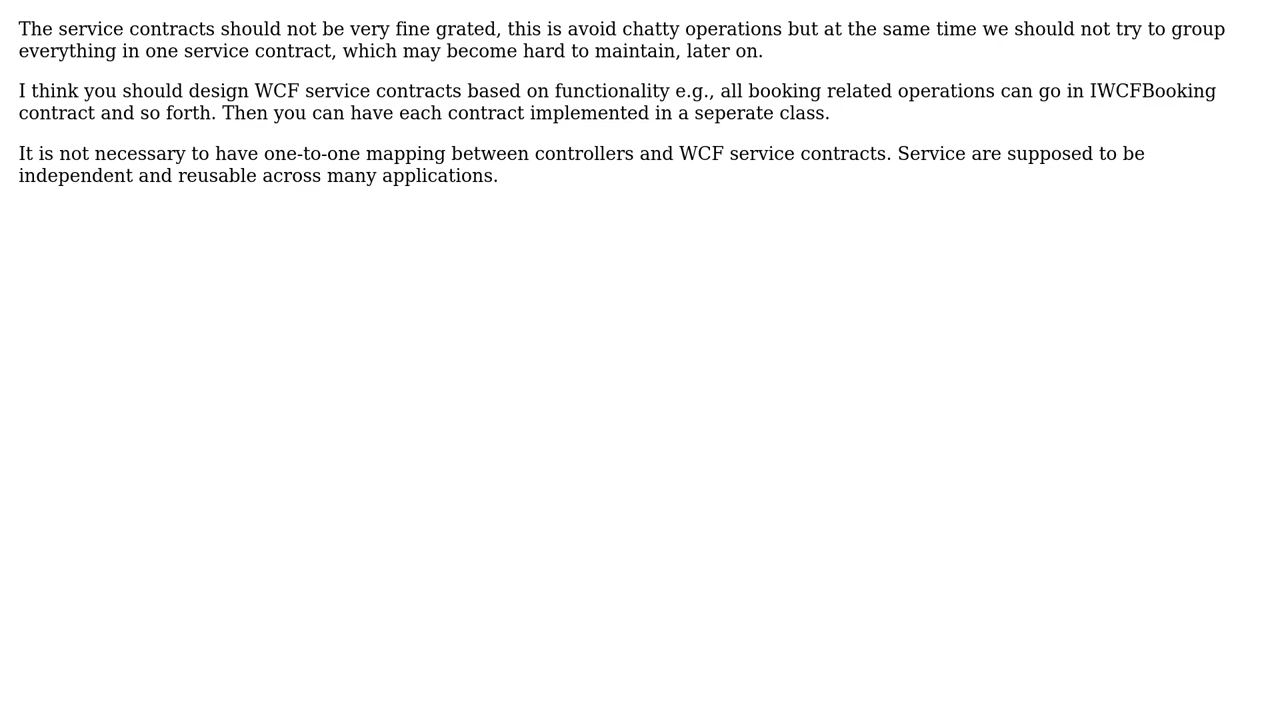 The service contracts should not be very fine grated, this is avoid chatty operations but at the same time we should not try to group
everything in one service contract, which may become hard to maintain, later on.
I think you should design WCF service contracts based on functionality e.g., all booking related operations can go in IWCFBooking
contract and so forth. Then you can have each contract implemented in a seperate class.
It is not necessary to have one-to-one mapping between controllers and WCF service contracts. Service are supposed to be
independent and reusable across many applications.